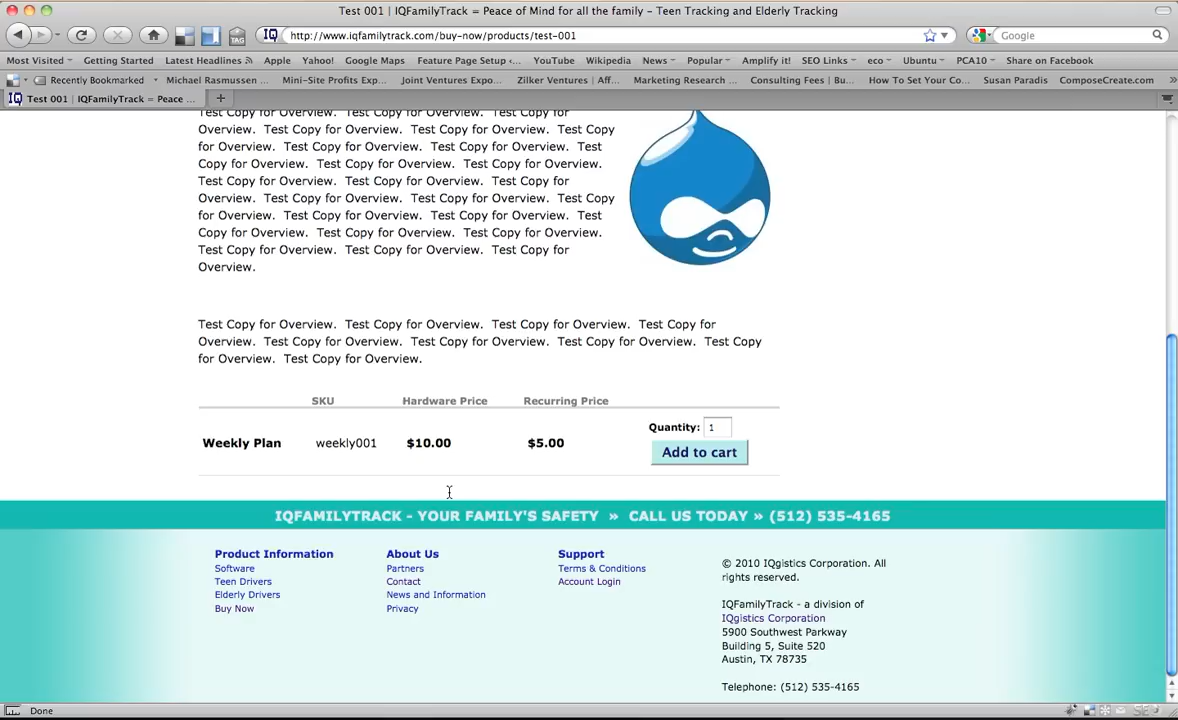 Test 001 | IQFamilyTrack = Peace of Mind for all the family - Teen Tracking and Elderly Tracking
http://www.iqfamilytrack.com/buy-now/products/test-001
Google
Most Visited Getting Started Latest Headlines Apple Yahoo! Google Maps Feature Page Setup ‹... YouTube Wikipedia News Popular Amplify it! SEO Links eco Ubuntu PCA10 Share on Facebook
Recently Bookmarked Michael Rasmussen ... Mini-Site Profits Exp... Joint Ventures Expo... Zilker Ventures | Aff... Marketing Research ... Consulting Fees | Bu... How To Set Your Co... Susan Paradis ComposeCreate.com »
IQ Test 001 | IQFamilyTrack = Peace ... +
Test Copy for Overview. Test Copy for Overview. Test Copy for
Overview. Test Copy for Overview. Test Copy for Overview. Test Copy
for Overview. Test Copy for Overview. Test Copy for Overview. Test
Copy for Overview. Test Copy for Overview. Test Copy for Overview.
Test Copy for Overview. Test Copy for Overview. Test Copy for
Overview. Test Copy for Overview. Test Copy for Overview. Test Copy
for Overview. Test Copy for Overview. Test Copy for Overview. Test
Copy for Overview. Test Copy for Overview. Test Copy for Overview.
Test Copy for Overview. Test Copy for Overview. Test Copy for
Overview.
Test Copy for Overview. Test Copy for Overview. Test Copy for Overview. Test Copy for
Overview. Test Copy for Overview. Test Copy for Overview. Test Copy for Overview. Test Copy
for Overview. Test Copy for Overview.
SKU Hardware Price Recurring Price
Quantity: 1
Weekly Plan weekly001 $10.00 $5.00
Add to cart
IQFAMILYTRACK - YOUR FAMILY'S SAFETY » CALL US TODAY » (512) 535-4165
Product Information
Software
Teen Drivers
Elderly Drivers
Buy Now
About Us
Partners
Contact
News and Information
Privacy
Support
Terms & Conditions
Account Login
© 2010 IQgistics Corporation. All
rights reserved.
IQFamilyTrack - a division of
IQgistics Corporation
5900 Southwest Parkway
Building 5, Suite 520
Austin, TX 78735
Telephone: (512) 535-4165
Done